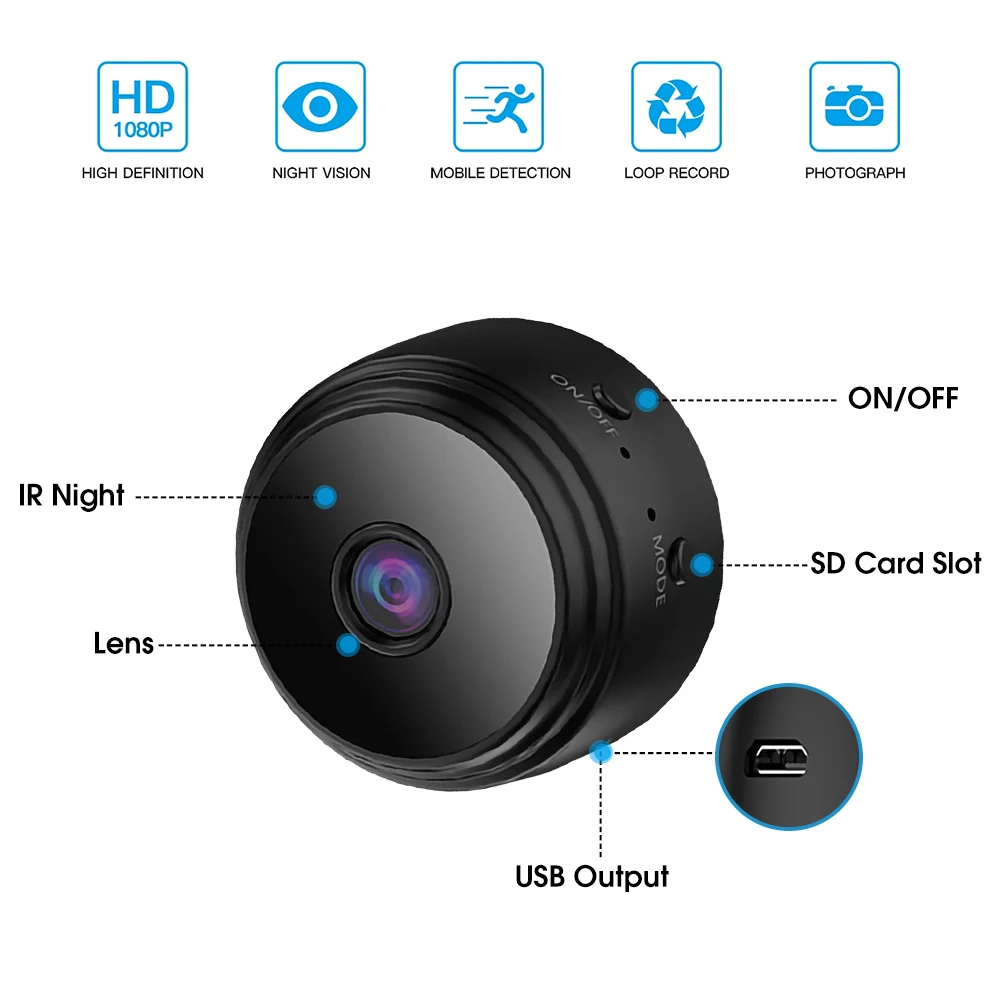 HD
1080P
HIGH DEFINITION
NIGHT VISION
MOBILE DETECTION
LOOP RECORD
PHOTOGRAPH
ON/OFF
ON/OFF
IR Night
MODE
SD Card Slot
Lens
USB Output